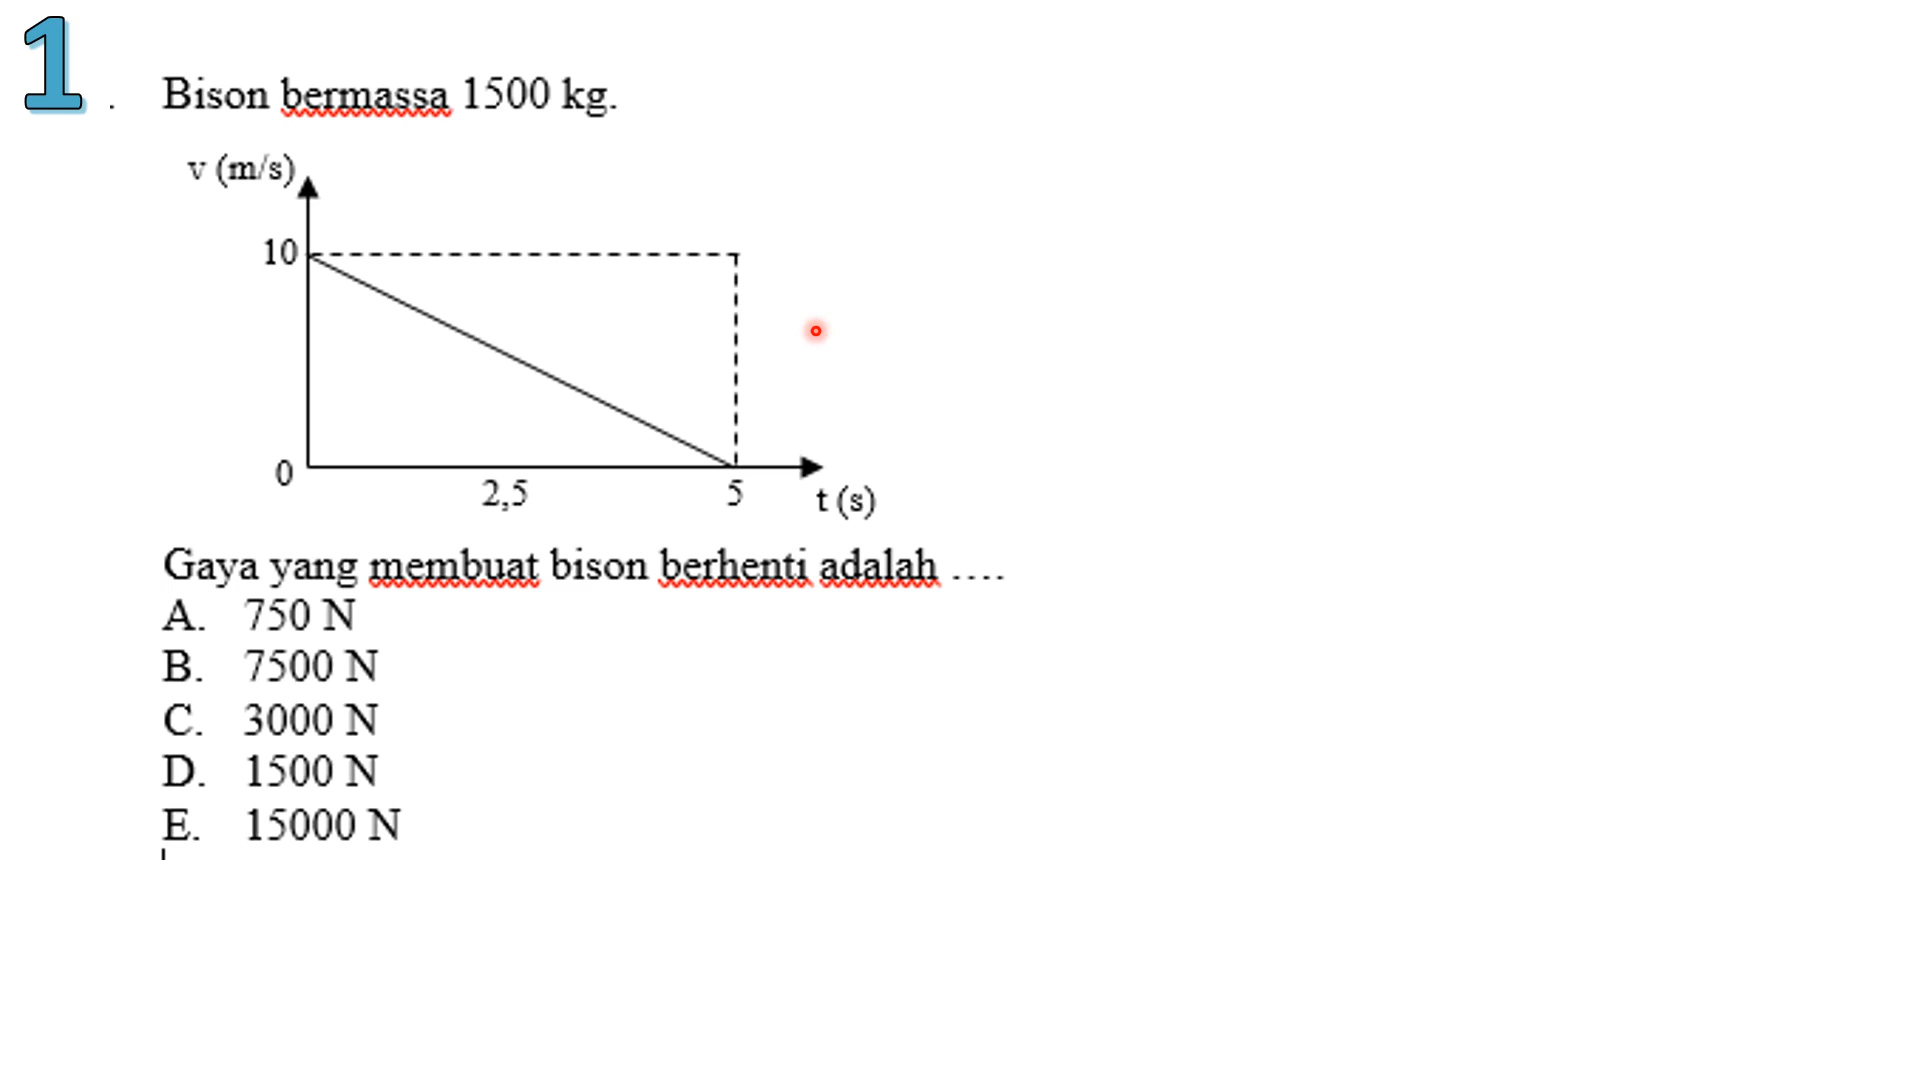 1 . Bison bermassa 1500 kg.
v (m/s)
10
0
2,5 5 t (s)
Gaya yang membuat bison berhenti adalah ….
A. 750 N
B. 7500 N
C. 3000 N
D. 1500 N
E. 15000 N